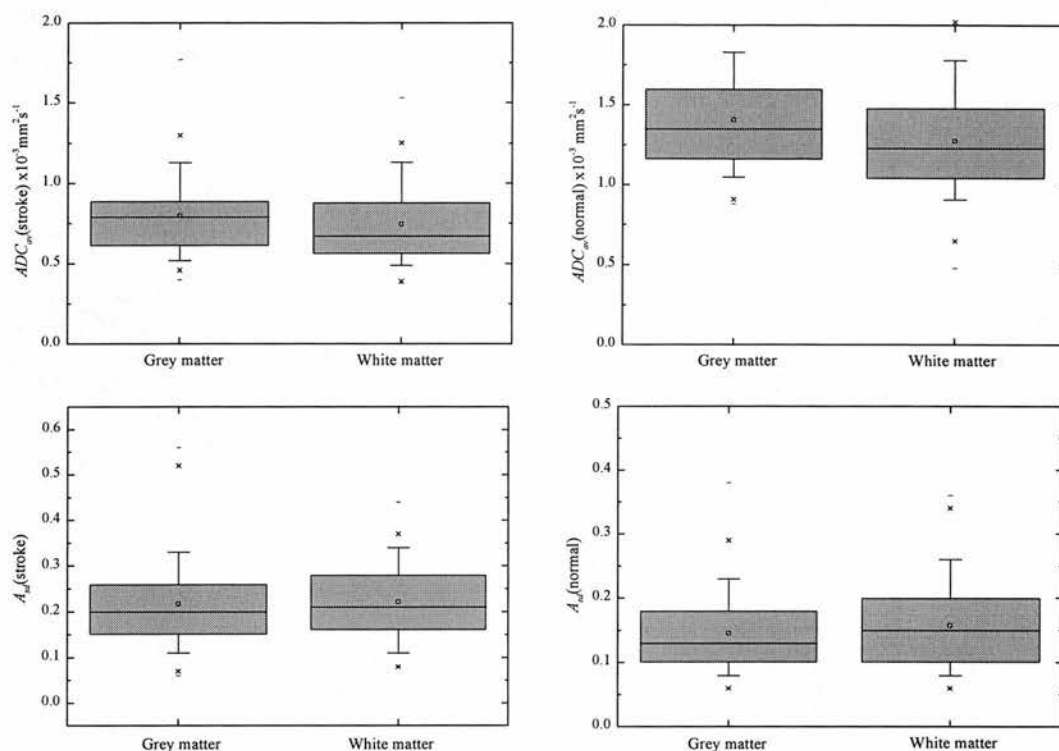 2.0
1.5
1.0
0.5
0.0
ADC_av(stroke) x10^-3 mm^2s^-1
Grey matter
White matter
2.0
1.5
1.0
0.5
0.0
ADC_av(normal) x10^-3 mm^2s^-1
Grey matter
White matter
0.6
0.5
0.4
0.3
0.2
0.1
0.0
(stroke)
Grey matter
White matter
0.5
0.4
0.3
0.2
0.1
0.0
(normal)
Grey matter
White matter